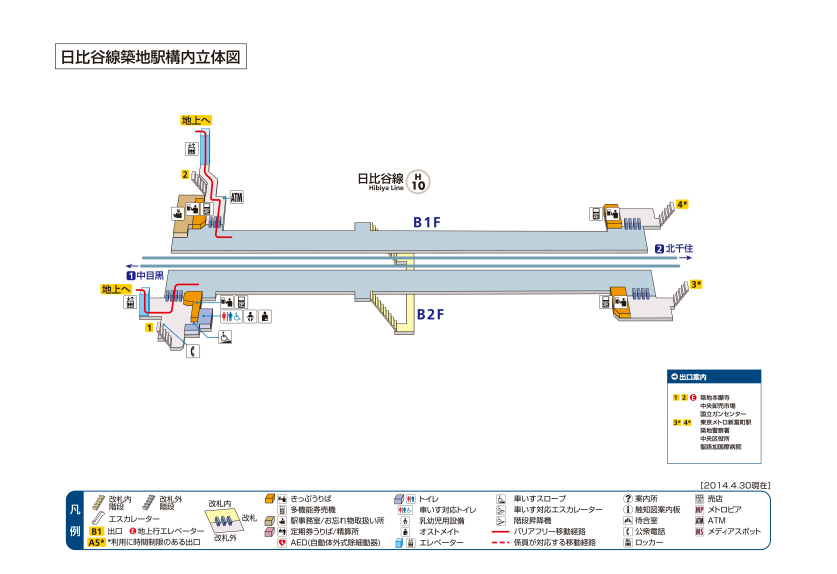 日比谷線築地駅構内立体図
地上へ
2
ATM
日比谷線
Hibiya Line
H
10
4*
B1F
2 北千住
1 中目黒
地上へ
3*
1
B2F
出口案内
1 2 E 築地本願寺
中央卸売市場
国立ガンセンター
3* 4* 東京メトロ新富町駅
築地警察署
中央区役所
聖路加国際病院
[2014.4.30現在]
凡例
改札内階段
改札外階段
エスカレーター
B1 出口 E 地上行エレベーター
A5* *利用に時間制限のある出口
改札内
改札
改札外
きっぷうりば
多機能券売機
駅事務室/お忘れ物取扱い所
定期券うりば/精算所
AED(自動体外式除細動器)
トイレ
車いす対応トイレ
乳幼児用設備
オストメイト
エレベーター
車いすスロープ
車いす対応エスカレーター
階段昇降機
バリアフリー移動経路
係員が対応する移動経路
? 案内所
触知図案内板
待合室
公衆電話
ロッカー
売店
MP メトロピア
ATM ATM
MS メディアスポット